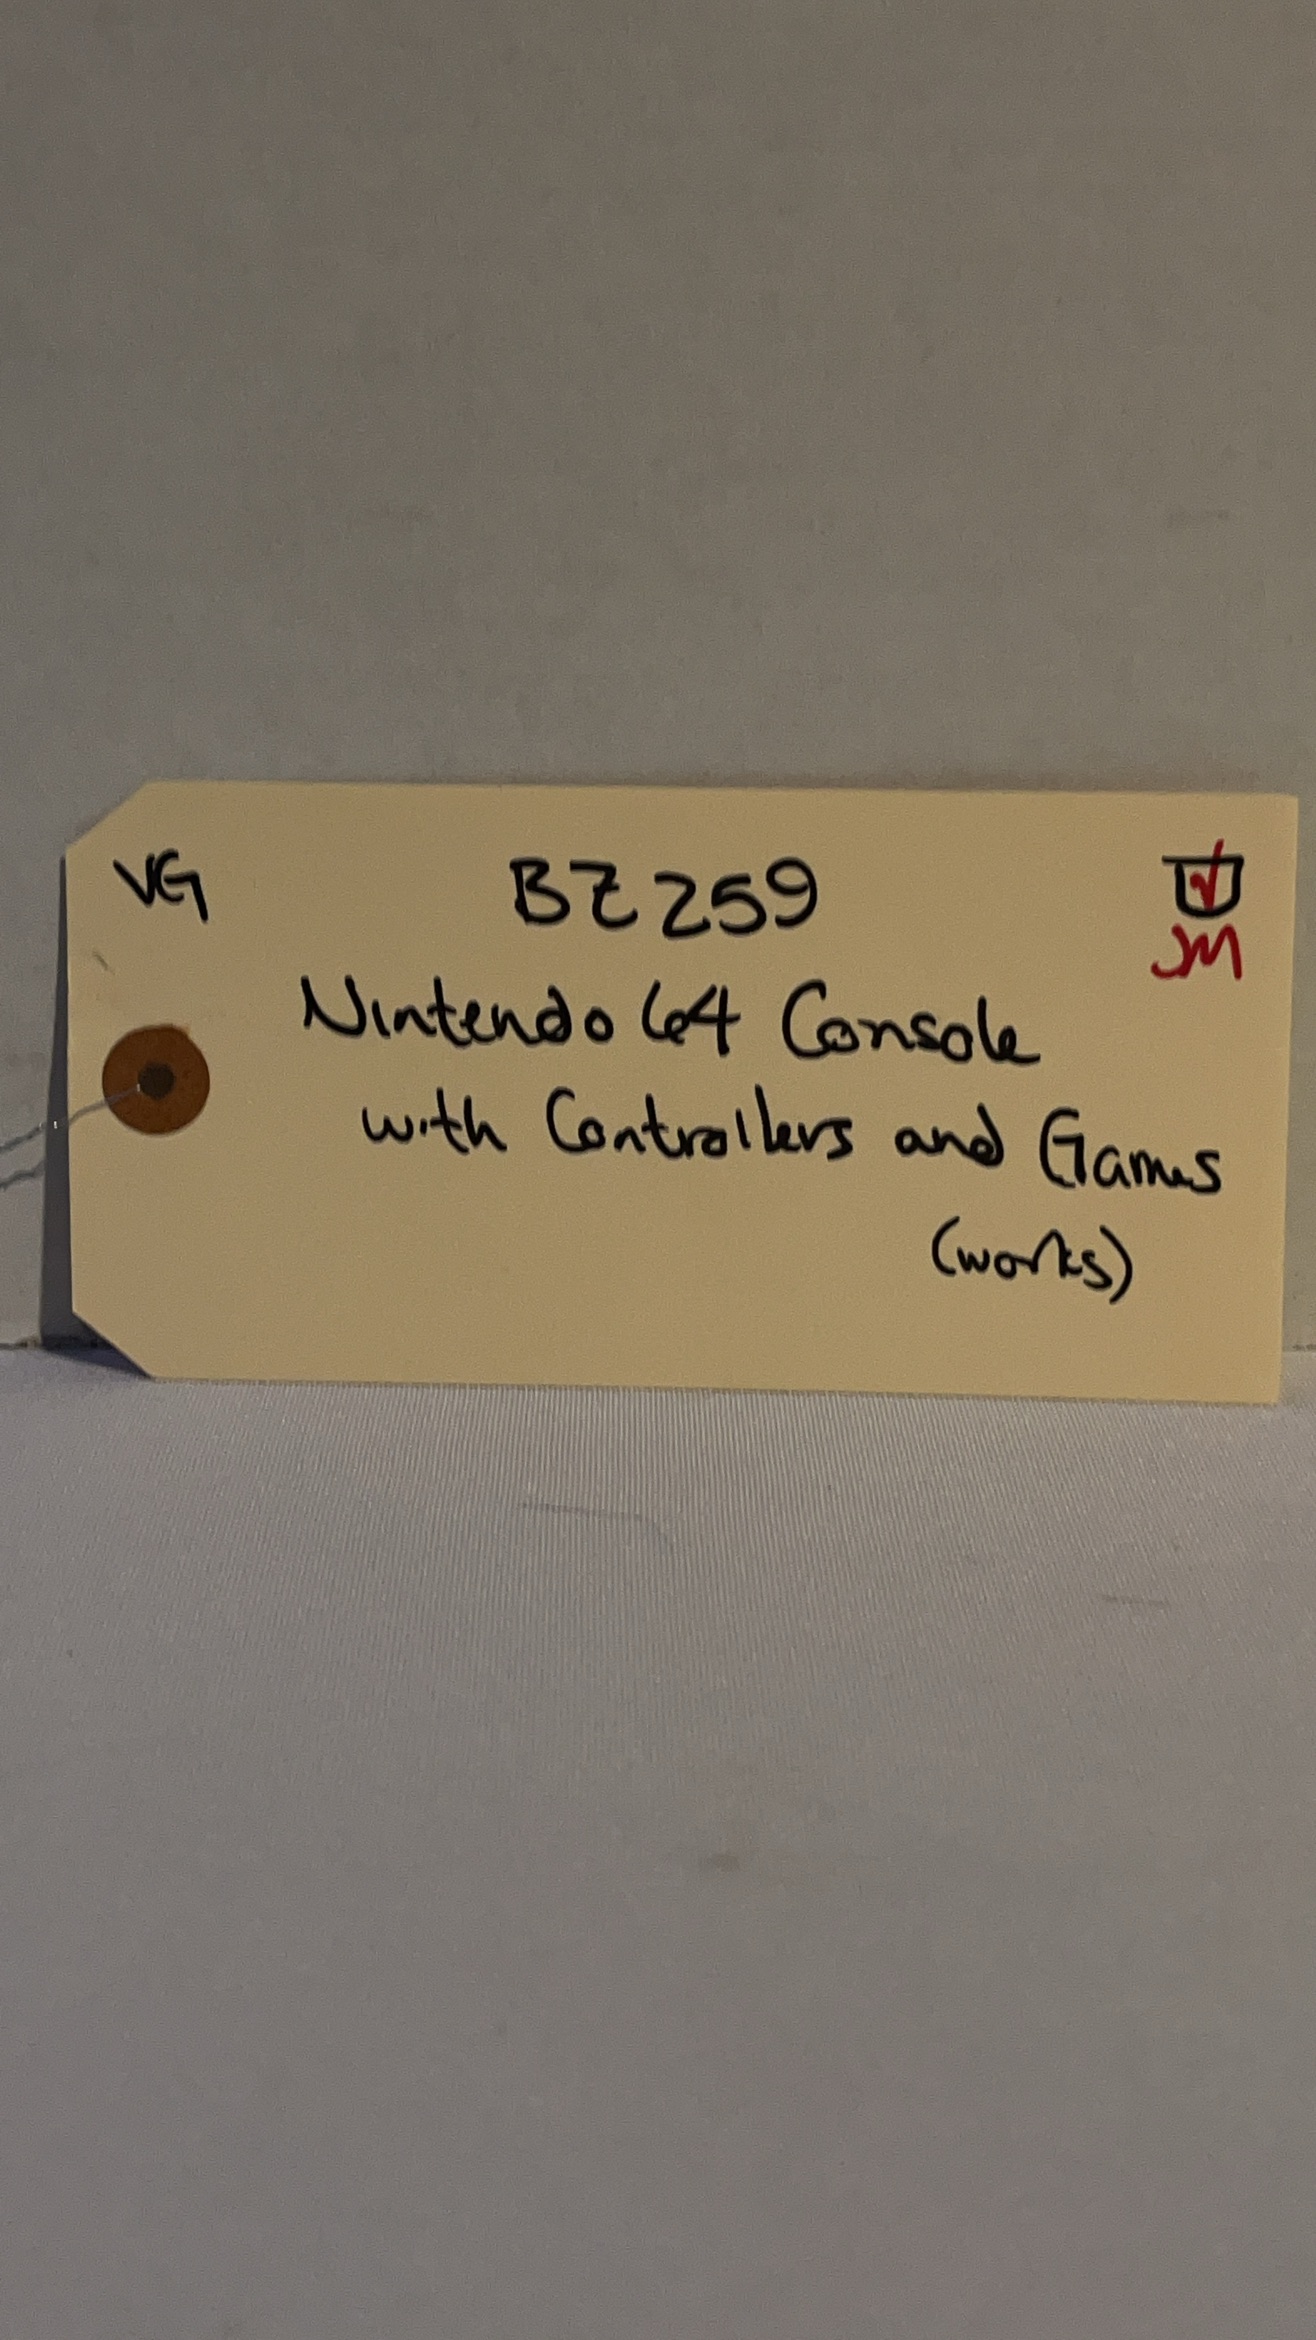 VG
BZ259
✓
JM
Nintendo 64 Console
with Controllers and Games
(works)